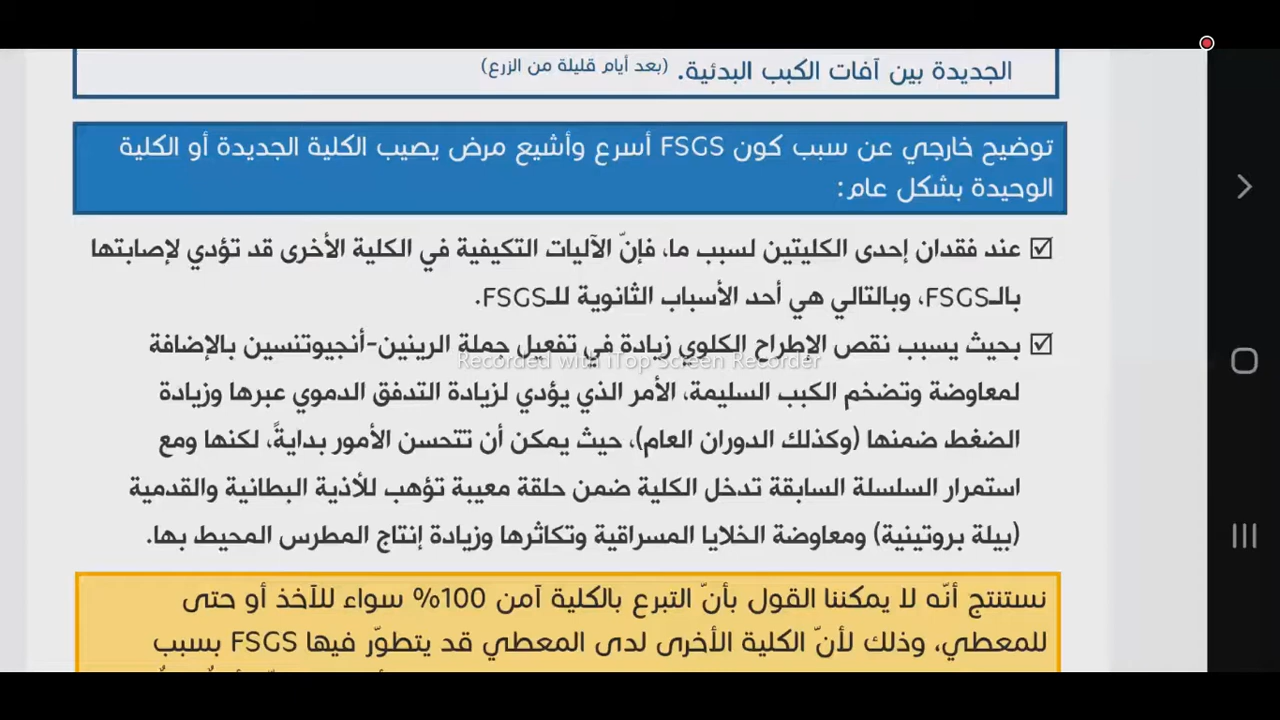 الجديدة بين آفات الكبب البدئية. (بعد أيام قليلة من الزرع)
توضيح خارجي عن سبب كون FSGS أسرع وأشيع مرض يصيب الكلية الجديدة أو الكلية
الوحيدة بشكل عام:
☑ عند فقدان إحدى الكليتين لسبب ما، فإنّ الآليات التكيفية في الكلية الأخرى قد تؤدي لإصابتها
بالـFSGS، وبالتالي هي أحد الأسباب الثانوية للـFSGS.
☑ بحيث يسبب نقص الإطراح الكلوي زيادة في تفعيل جملة الرينين-أنجيوتنسين بالإضافة
Recorded with iTop Screen Recorder
لمعاوضة وتضخم الكبب السليمة، الأمر الذي يؤدي لزيادة التدفق الدموي عبرها وزيادة
الضغط ضمنها (وكذلك الدوران العام)، حيث يمكن أن تتحسن الأمور بدايةً، لكنها ومع
استمرار السلسلة السابقة تدخل الكلية ضمن حلقة معيبة تؤهب للأذية البطانية والقدمية
(بيلة بروتينية) ومعاوضة الخلايا المسراقية وتكاثرها وزيادة إنتاج المطرس المحيط بها.
نستنتج أنّه لا يمكننا القول بأنّ التبرع بالكلية آمن 100% سواء للآخذ أو حتى
للمعطي، وذلك لأنّ الكلية الأخرى لدى المعطي قد يتطوّر فيها FSGS بسبب